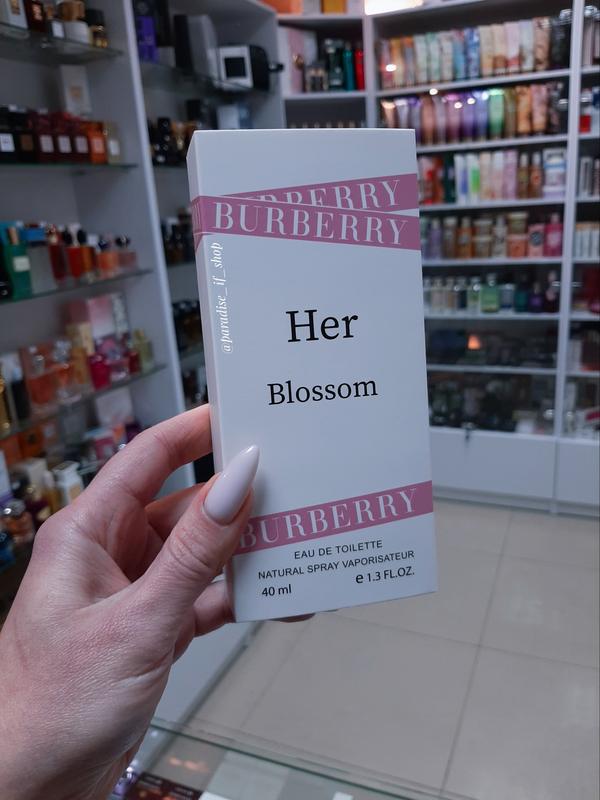 BURBERRY
BURBERRY
@paradise_if_shop
Her
Blossom
BURBERRY
EAU DE TOILETTE
NATURAL SPRAY VAPORISATEUR
40 ml e 1.3 FL.OZ.